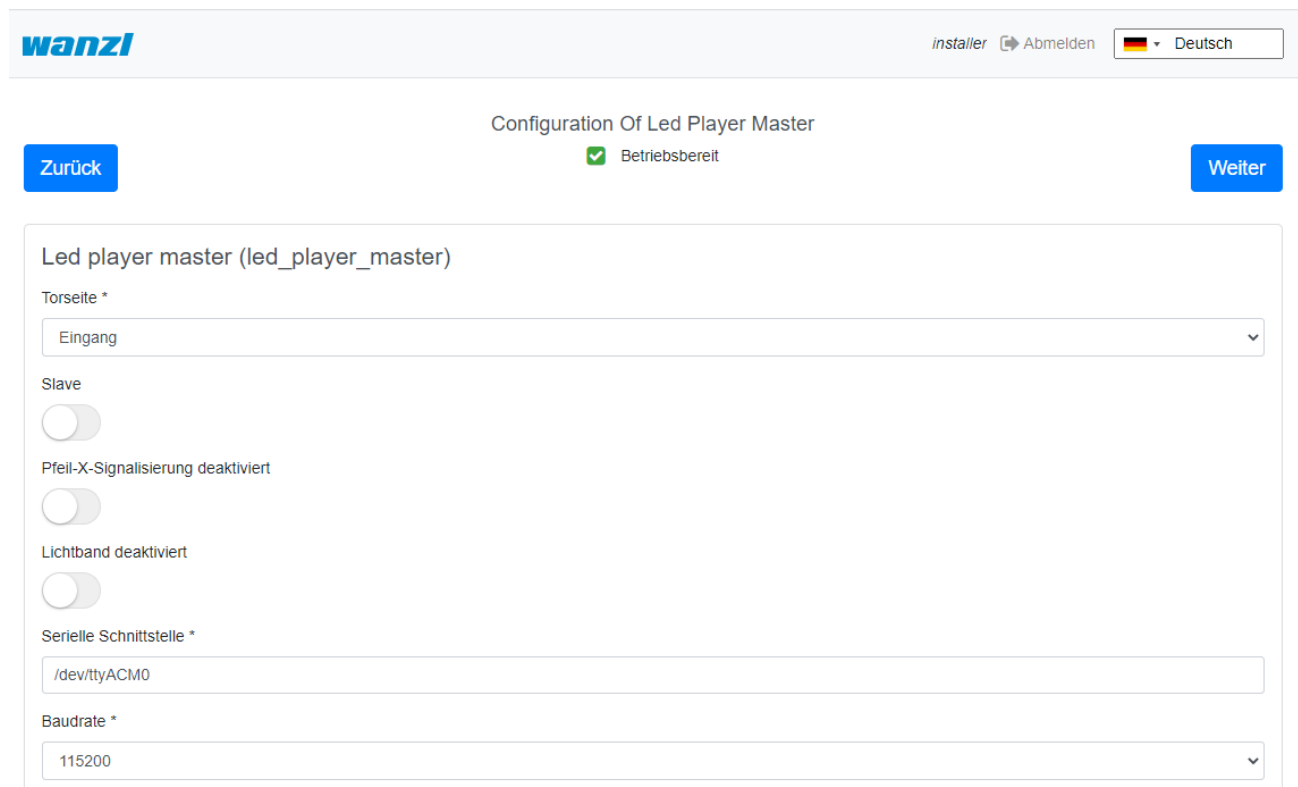 wanzl
installer Abmelden Deutsch
Configuration Of Led Player Master
Betriebsbereit
Zurück
Weiter
Led player master (led_player_master)
Torseite *
Eingang
Slave
Pfeil-X-Signalisierung deaktiviert
Lichtband deaktiviert
Serielle Schnittstelle *
/dev/ttyACM0
Baudrate *
115200